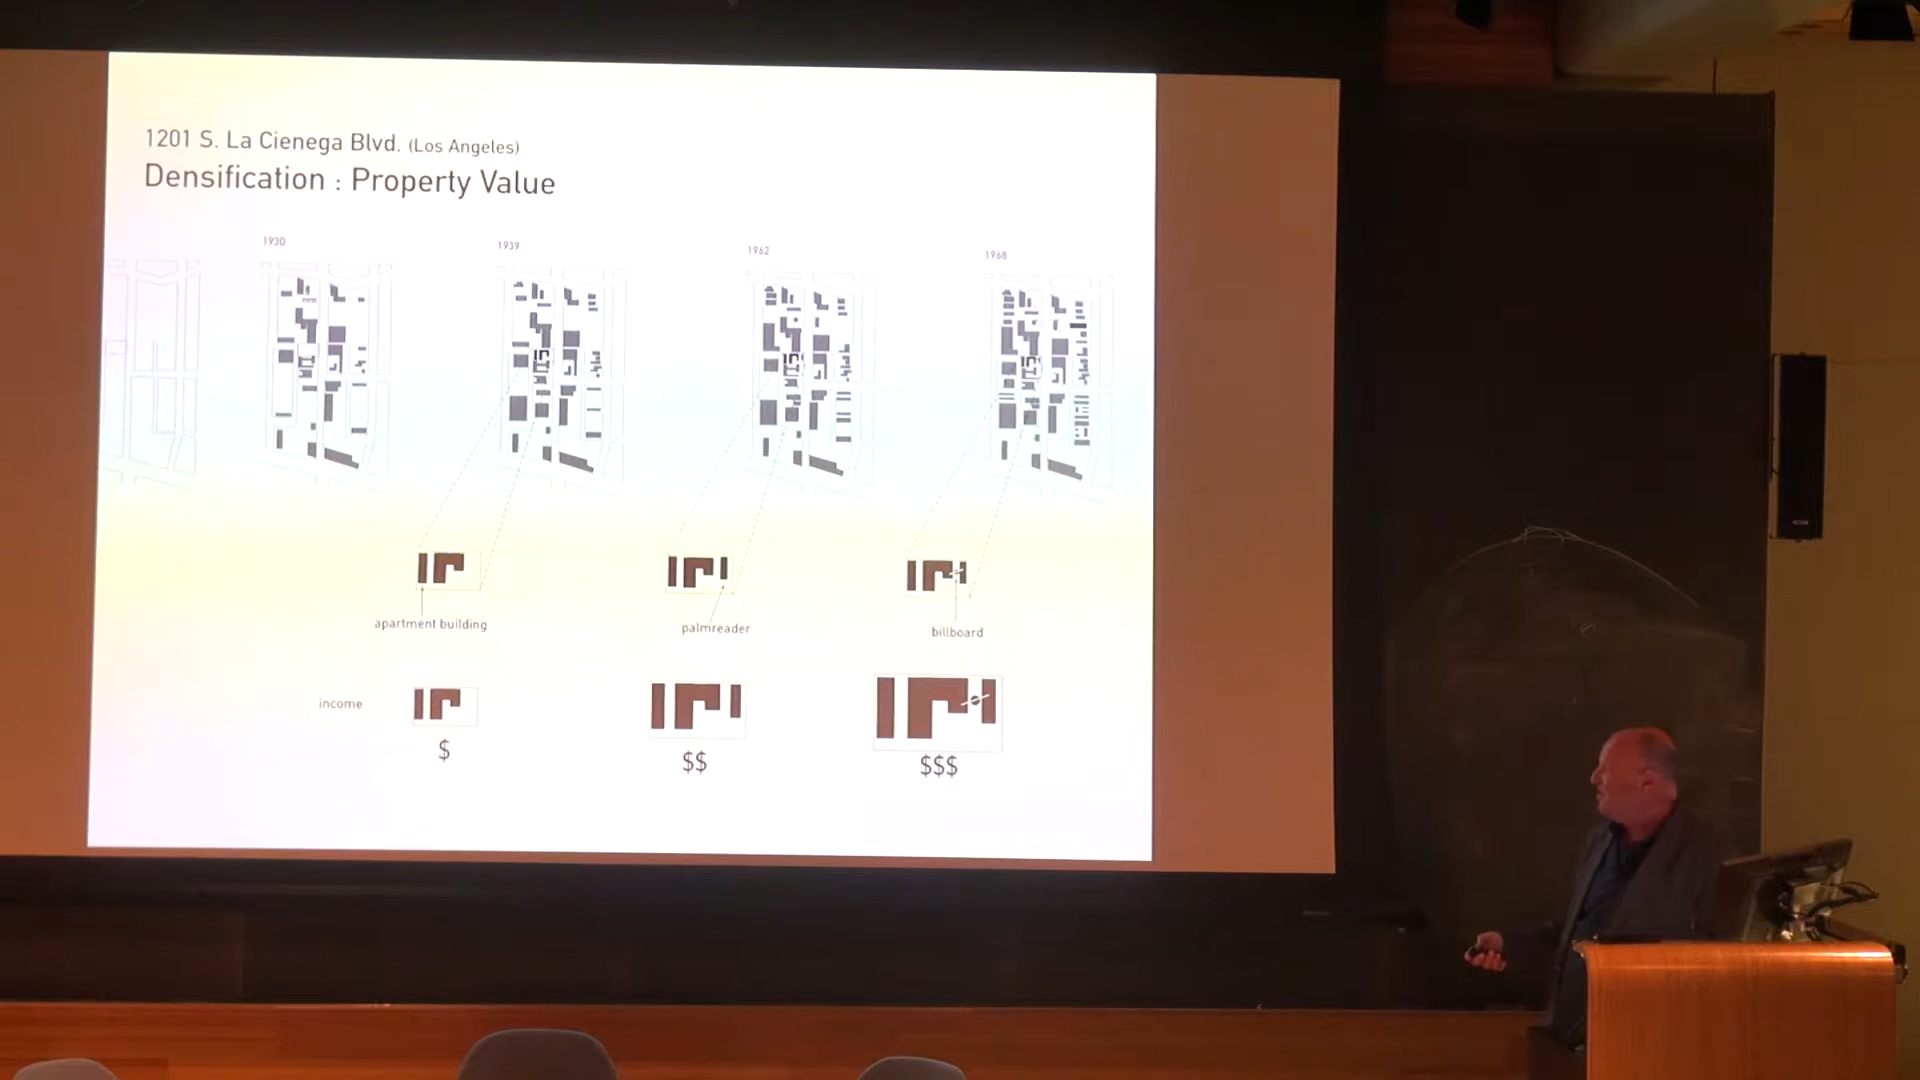 1201 S. La Cienega Blvd. (Los Angeles)
Densification : Property Value
1930
1939
1962
1968
apartment building
palmreader
billboard
income
$
$$
$$$